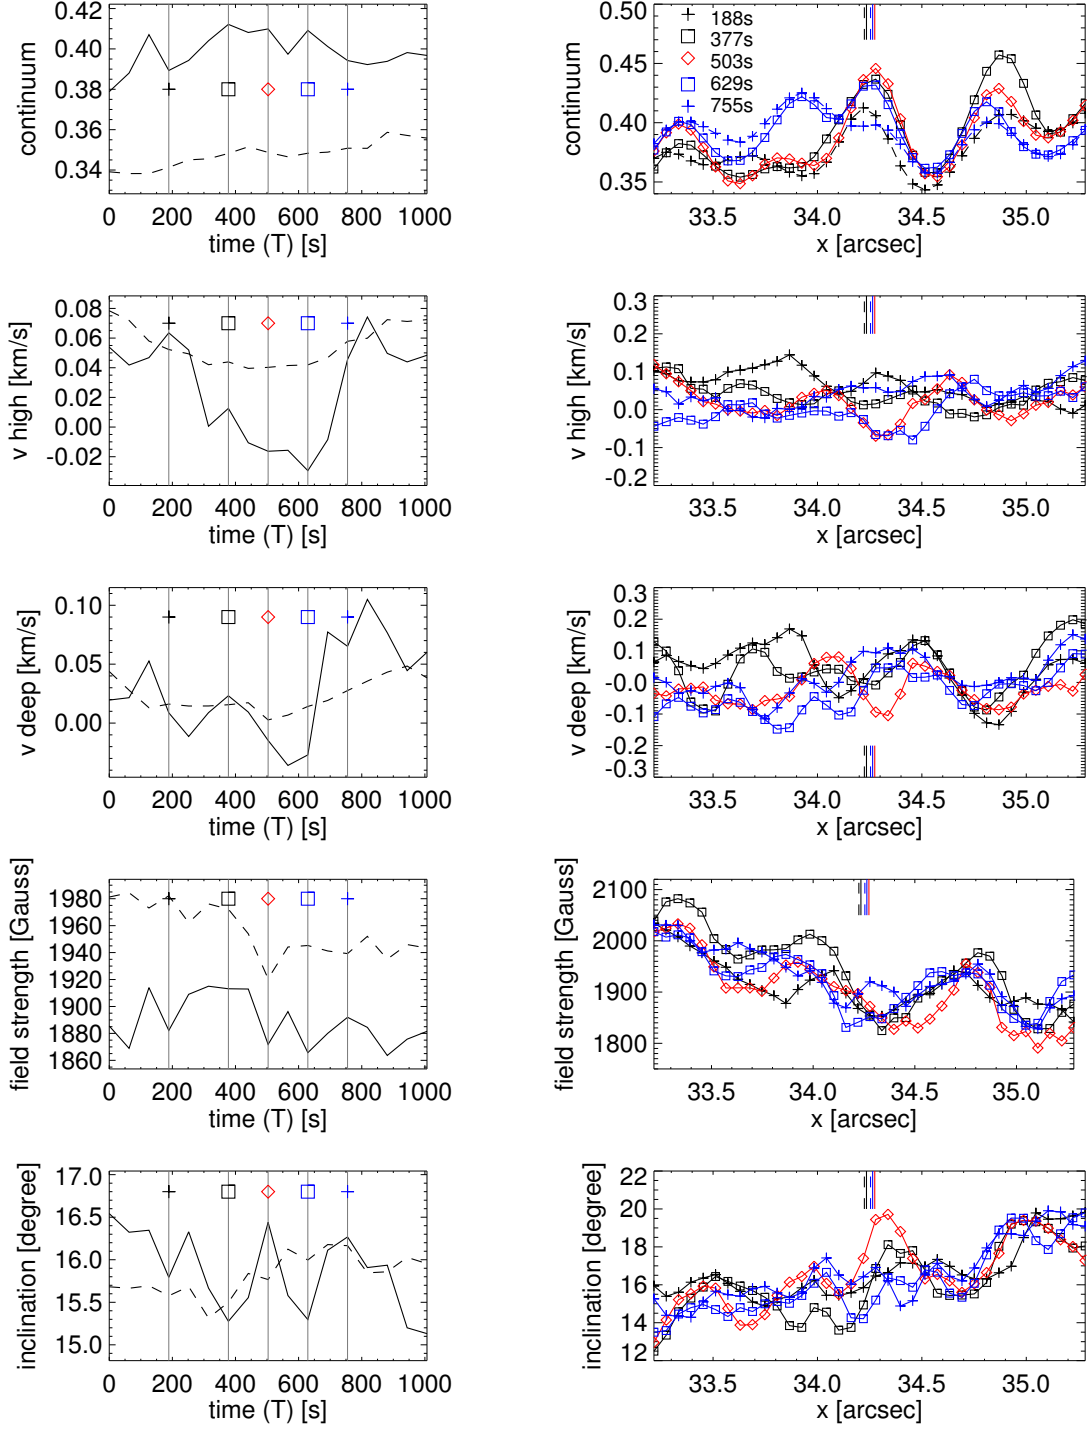 0.42
0.40
0.38
0.36
0.34
continuum
0 200 400 600 800 1000
time (T) [s]
0.50
0.45
0.40
0.35
continuum
188s
377s
503s
629s
755s
33.5 34.0 34.5 35.0
x [arcsec]
0.08
0.06
0.04
0.02
0.00
-0.02
v high [km/s]
0 200 400 600 800 1000
time (T) [s]
0.3
0.2
0.1
0.0
-0.1
-0.2
v high [km/s]
33.5 34.0 34.5 35.0
x [arcsec]
0.10
0.05
0.00
v deep [km/s]
0 200 400 600 800 1000
time (T) [s]
0.3
0.2
0.1
-0.0
-0.1
-0.2
-0.3
v deep [km/s]
33.5 34.0 34.5 35.0
x [arcsec]
1980
1960
1940
1920
1900
1880
1860
field strength [Gauss]
0 200 400 600 800 1000
time (T) [s]
2100
2000
1900
1800
field strength [Gauss]
33.5 34.0 34.5 35.0
x [arcsec]
17.0
16.5
16.0
15.5
15.0
inclination [degree]
0 200 400 600 800 1000
time (T) [s]
22
20
18
16
14
12
inclination [degree]
33.5 34.0 34.5 35.0
x [arcsec]